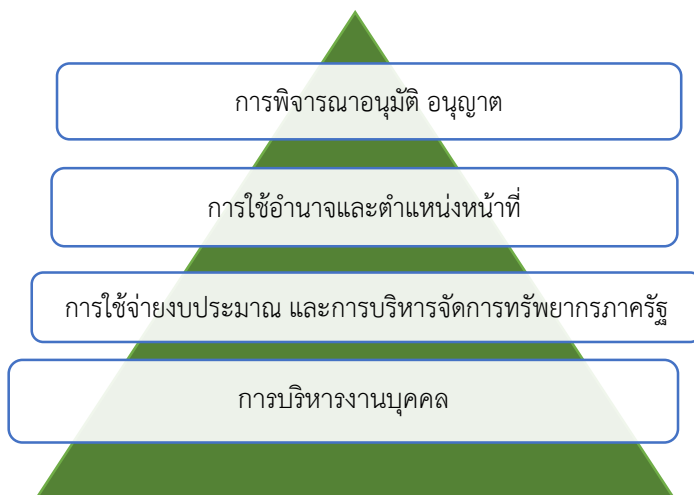 การพิจารณาอนุมัติ อนุญาต
การใช้อำนาจและตำแหน่งหน้าที่
การใช้จ่ายงบประมาณ และการบริหารจัดการทรัพยากรภาครัฐ
การบริหารงานบุคคล